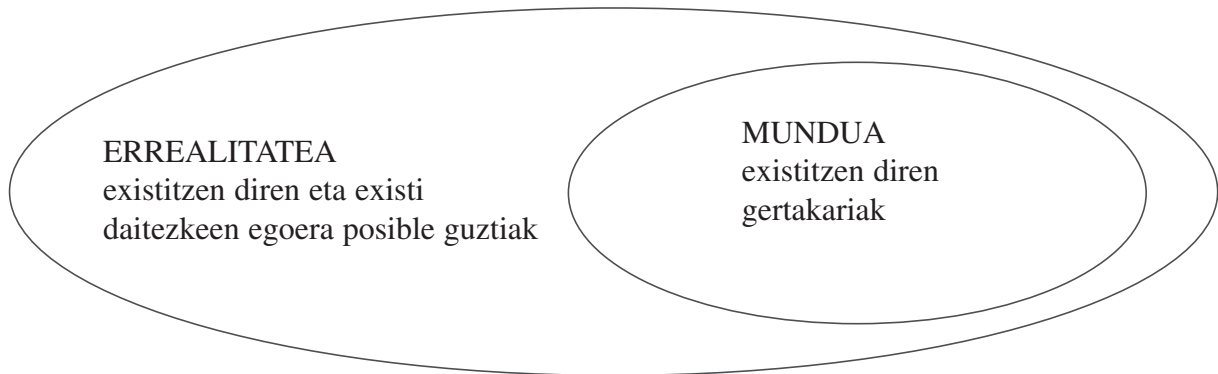 ERREALITATEA
existitzen diren eta existi
daitezkeen egoera posible guztiak
MUNDUA
existitzen diren
gertakariak